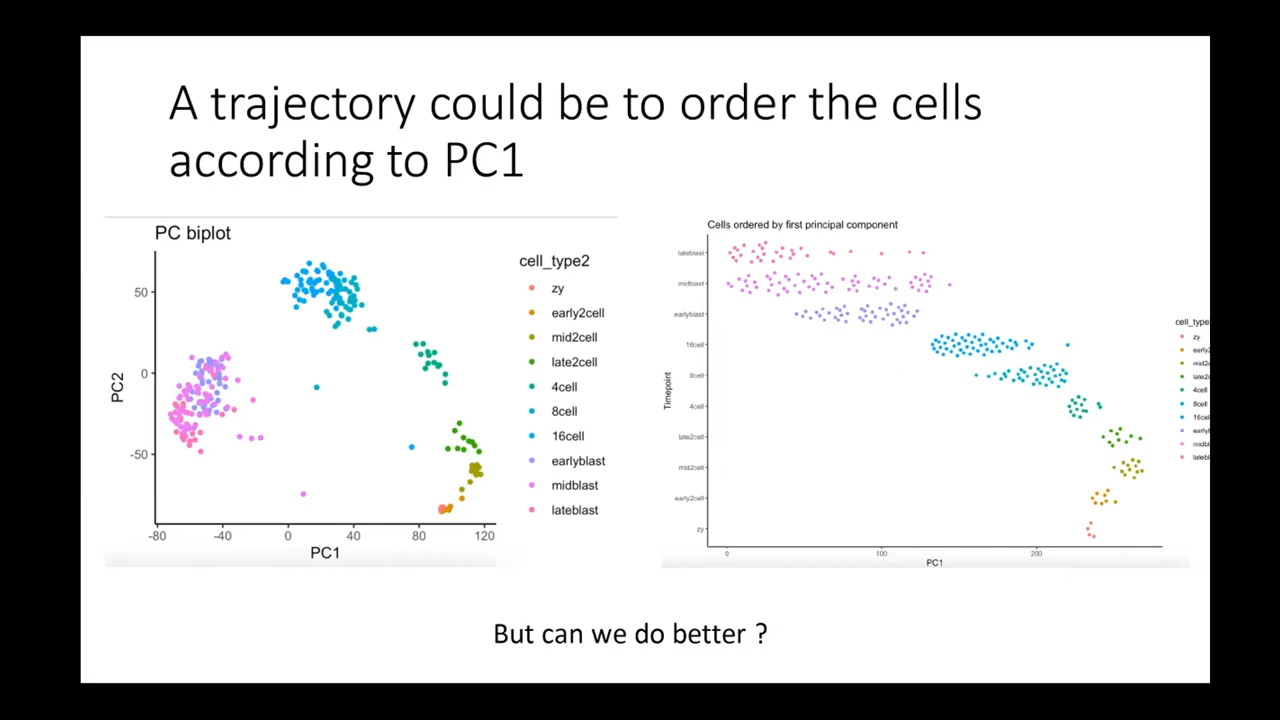 A trajectory could be to order the cells
according to PC1
PC biplot
50
0
-50
PC2
-80
-40
0
40
80
120
PC1
cell_type2
zy
early2cell
mid2cell
late2cell
4cell
8cell
16cell
earlyblast
midblast
lateblast
Cells ordered by first principal component
lateblast
midblast
earlyblast
16cell
8cell
4cell
late2cell
mid2cell
early2cell
zy
Timepoint
0
100
200
PC1
cell_type
zy
early2
mid2
late2
4cell
8cell
16cel
earlyb
midbl
latebl
But can we do better ?